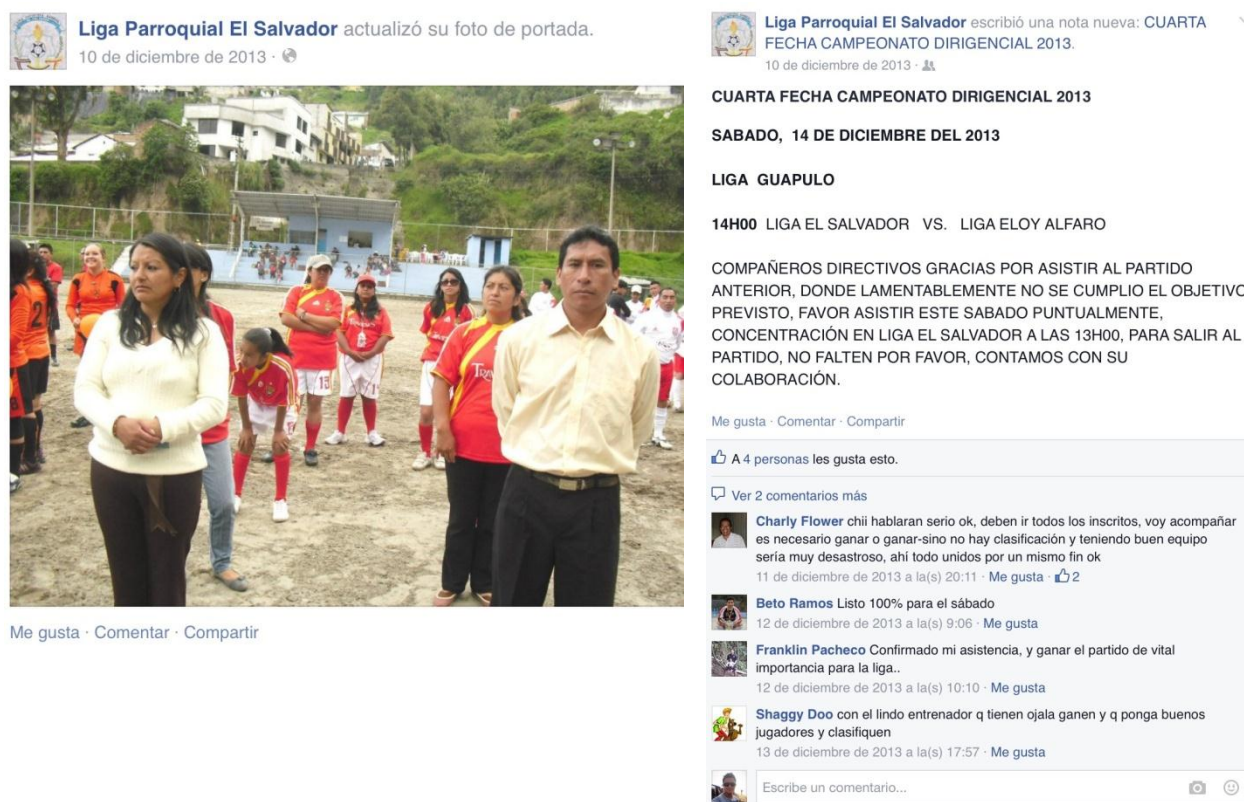 Liga Parroquial El Salvador actualizó su foto de portada.
10 de diciembre de 2013 ·
13
Me gusta · Comentar · Compartir
Liga Parroquial El Salvador escribió una nota nueva: CUARTA
FECHA CAMPEONATO DIRIGENCIAL 2013.
10 de diciembre de 2013 ·
CUARTA FECHA CAMPEONATO DIRIGENCIAL 2013
SABADO, 14 DE DICIEMBRE DEL 2013
LIGA GUAPULO
14H00 LIGA EL SALVADOR VS. LIGA ELOY ALFARO
COMPAÑEROS DIRECTIVOS GRACIAS POR ASISTIR AL PARTIDO
ANTERIOR, DONDE LAMENTABLEMENTE NO SE CUMPLIO EL OBJETIVO
PREVISTO, FAVOR ASISTIR ESTE SABADO PUNTUALMENTE,
CONCENTRACIÓN EN LIGA EL SALVADOR A LAS 13H00, PARA SALIR AL
PARTIDO, NO FALTEN POR FAVOR, CONTAMOS CON SU
COLABORACIÓN.
Me gusta · Comentar · Compartir
A 4 personas les gusta esto.
Ver 2 comentarios más
Charly Flower chii hablaran serio ok, deben ir todos los inscritos, voy acompañar
es necesario ganar o ganar-sino no hay clasificación y teniendo buen equipo
sería muy desastroso, ahí todo unidos por un mismo fin ok
11 de diciembre de 2013 a la(s) 20:11 · Me gusta · 2
Beto Ramos Listo 100% para el sábado
12 de diciembre de 2013 a la(s) 9:06 · Me gusta
Franklin Pacheco Confirmado mi asistencia, y ganar el partido de vital
importancia para la liga..
12 de diciembre de 2013 a la(s) 10:10 · Me gusta
Shaggy Doo con el lindo entrenador q tienen ojala ganen y q ponga buenos
jugadores y clasifiquen
13 de diciembre de 2013 a la(s) 17:57 · Me gusta
Escribe un comentario...